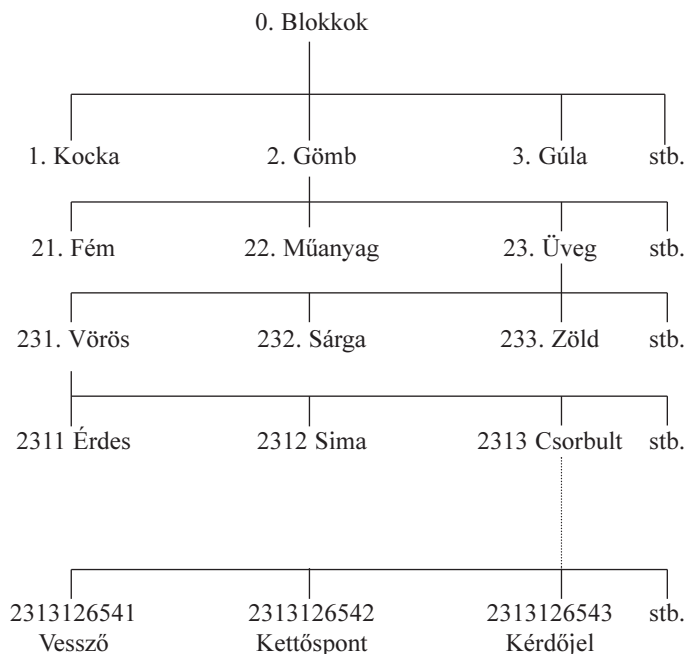 0. Blokkok
1. Kocka 2. Gömb 3. Gúla stb.
21. Fém 22. Műanyag 23. Üveg stb.
231. Vörös 232. Sárga 233. Zöld stb.
2311 Érdes 2312 Sima 2313 Csorbult stb.
2313126541 2313126542 2313126543 stb.
Vessző Kettőspont Kérdőjel